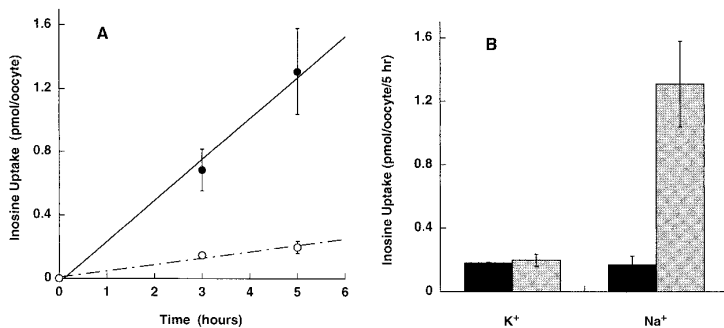 A
Inosine Uptake (pmol/oocyte)
1.6
1.2
0.8
0.4
0
0 1 2 3 4 5 6
Time (hours)
B
Inosine Uptake (pmol/oocyte/5 hr)
1.6
1.2
0.8
0.4
0
K⁺ Na⁺